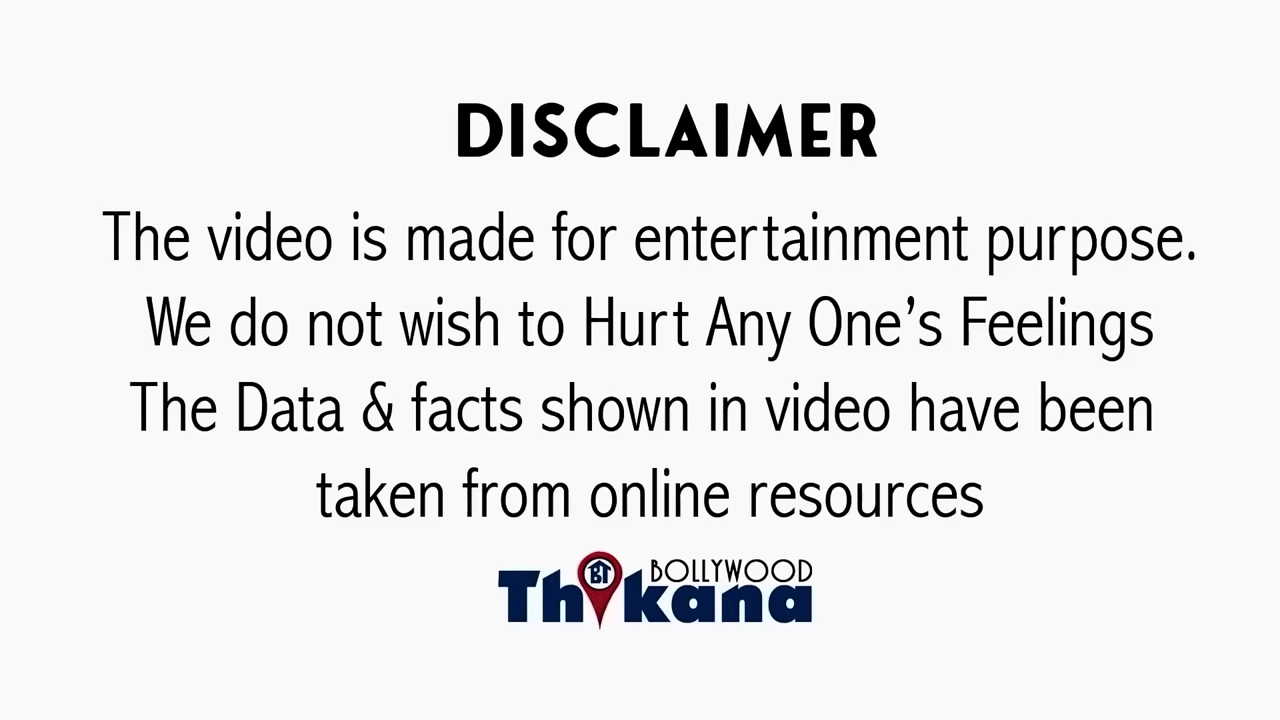 DISCLAIMER
The video is made for entertainment purpose.
We do not wish to Hurt Any One’s Feelings
The Data & facts shown in video have been
taken from online resources
BT
BOLLYWOOD
Thikana